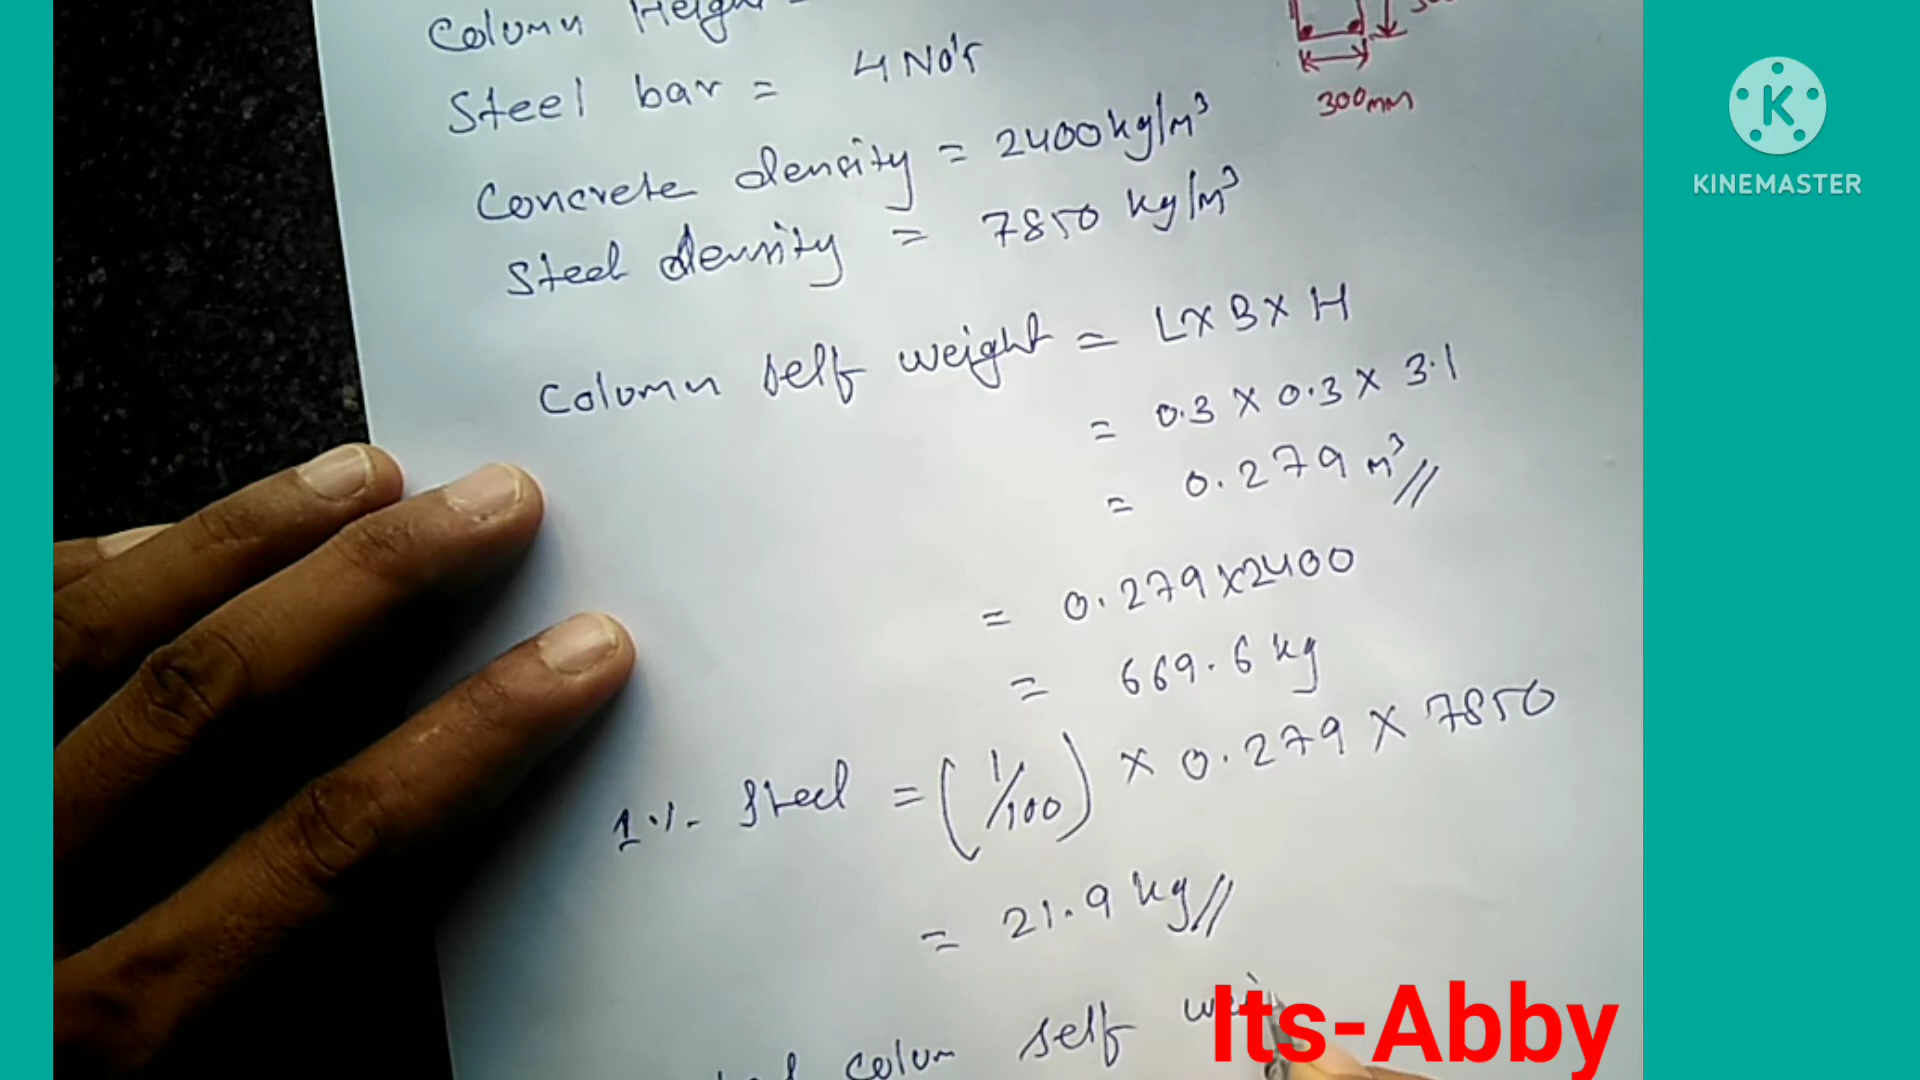 Column Height =
Steel bar = 4 No's
300mm
Concrete density = 2400 kg/m³
Steel density = 7850 kg/m³
Column self weight = L x B x H
= 0.3 x 0.3 x 3.1
= 0.279 m³//
= 0.279 x 2400
= 669.6 kg
1% Steel = (1/100) x 0.279 x 7850
= 21.9 kg//
colum self wei
K
KINEMASTER
Its-Abby